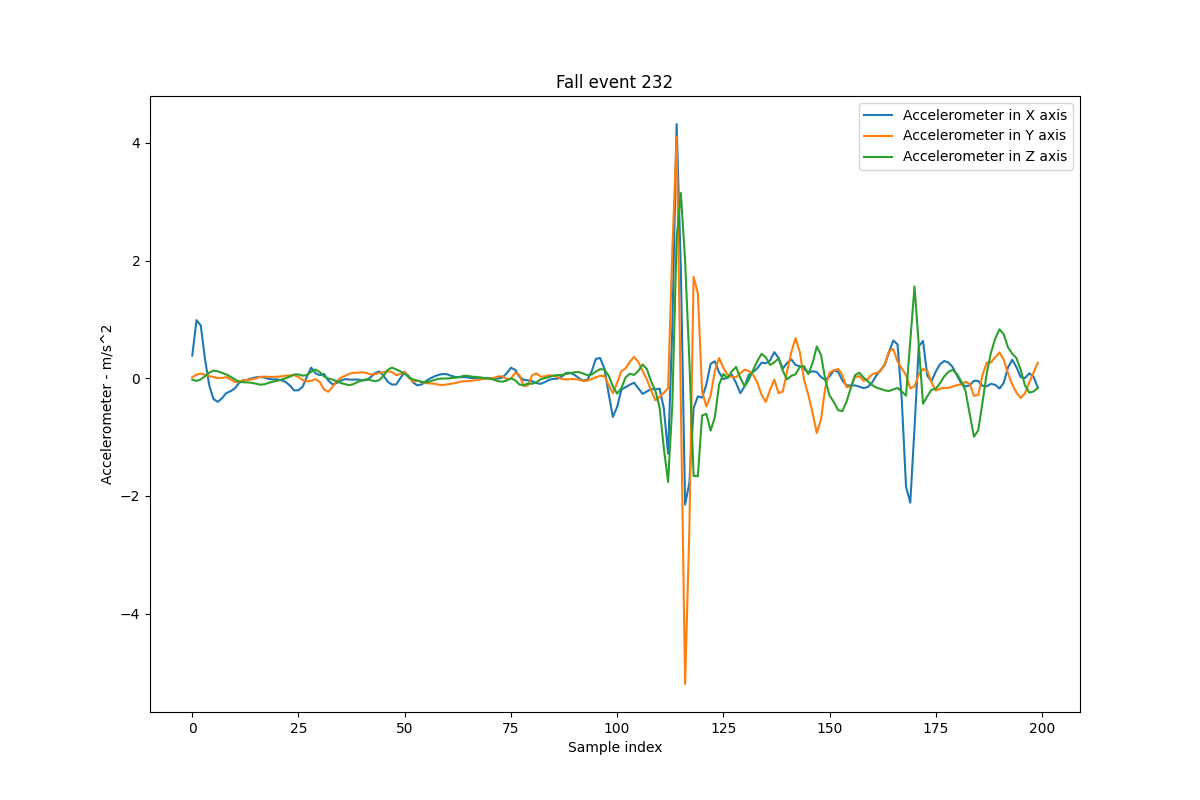 Fall event 232
Accelerometer in X axis
Accelerometer in Y axis
Accelerometer in Z axis
Accelerometer - m/s^2
4
2
0
−2
−4
0 25 50 75 100 125 150 175 200
Sample index